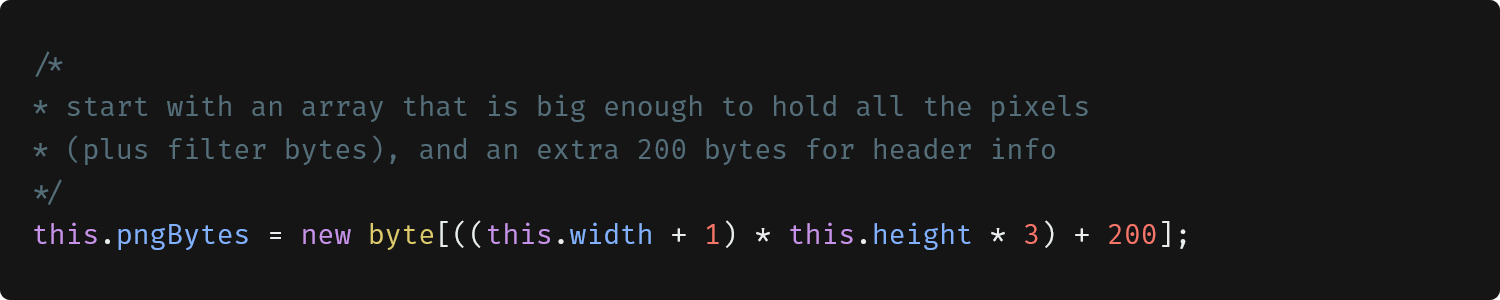 /*
* start with an array that is big enough to hold all the pixels
* (plus filter bytes), and an extra 200 bytes for header info
*/
this.pngBytes = new byte[((this.width + 1) * this.height * 3) + 200];